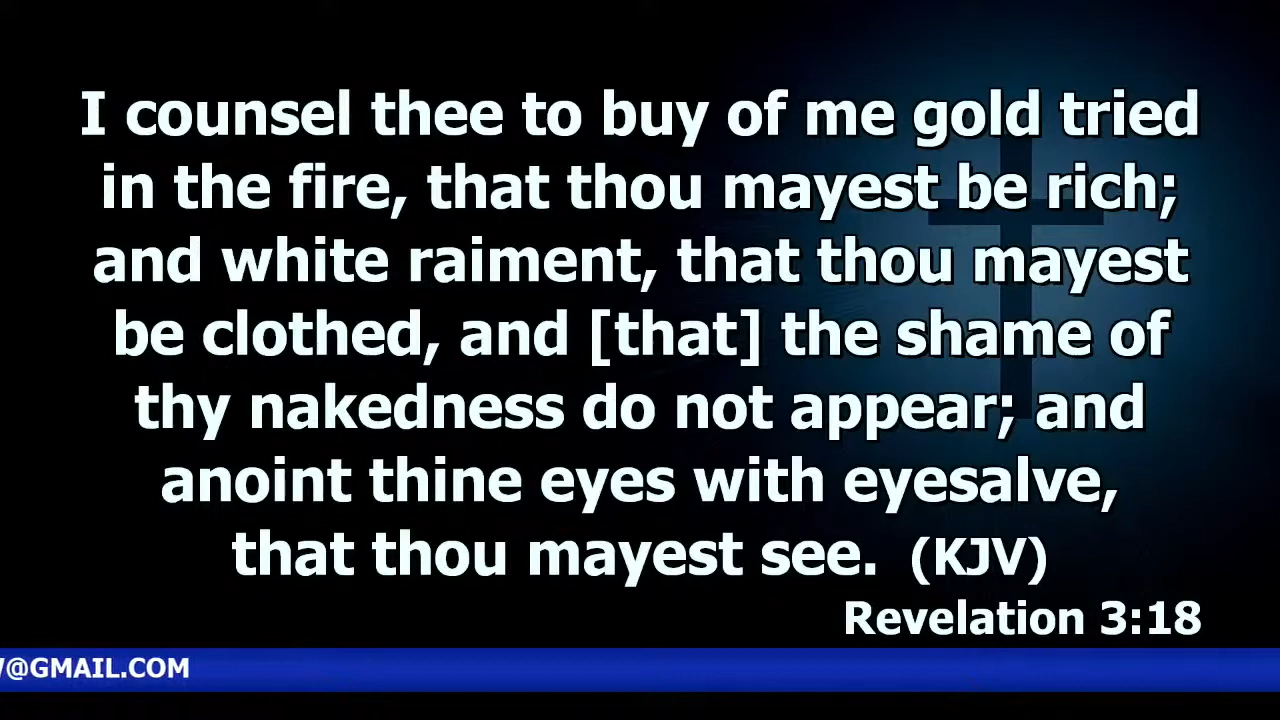 I counsel thee to buy of me gold tried
in the fire, that thou mayest be rich;
and white raiment, that thou mayest
be clothed, and [that] the shame of
thy nakedness do not appear; and
anoint thine eyes with eyesalve,
that thou mayest see. (KJV)
Revelation 3:18
@GMAIL.COM